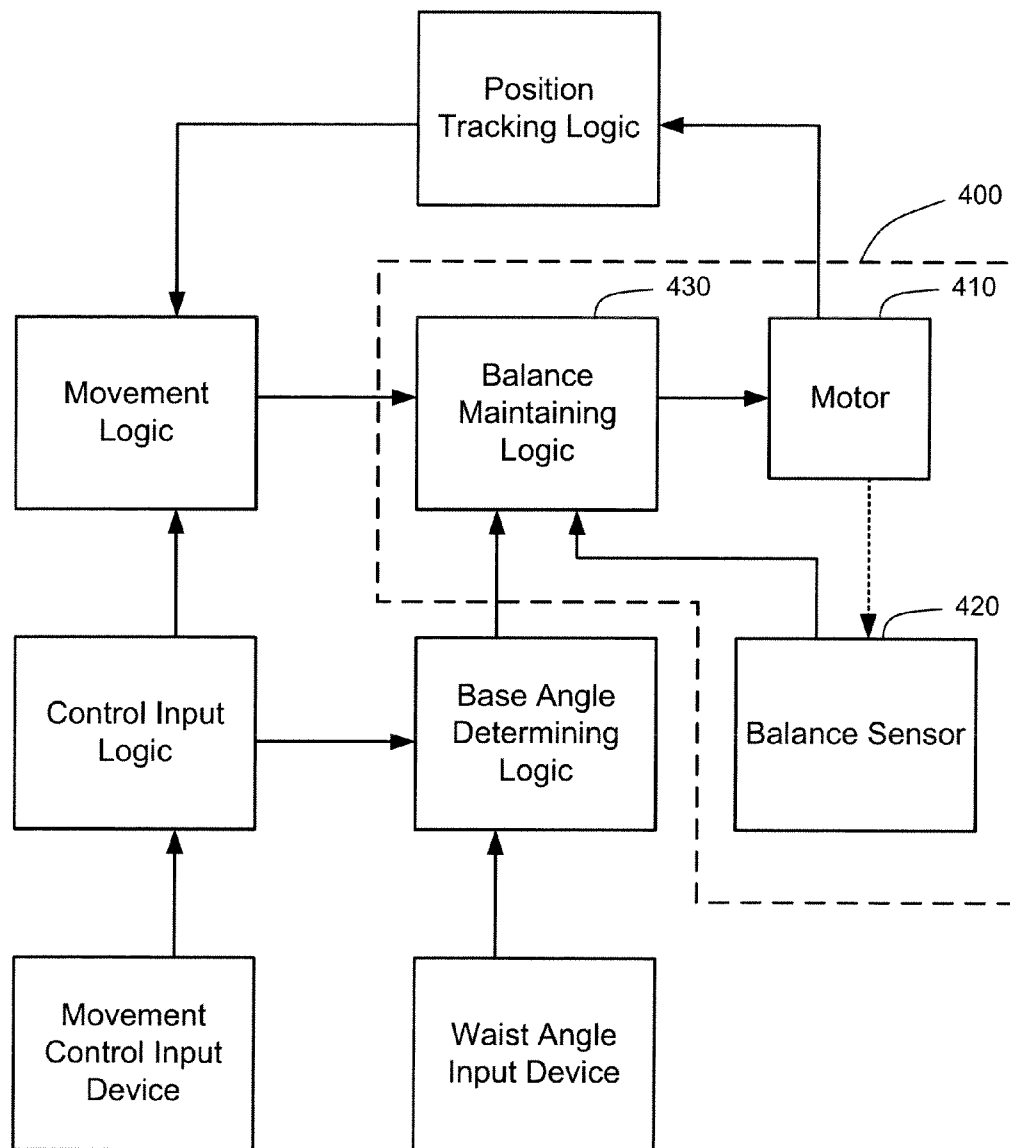 Position
Tracking Logic
400
430
410
Movement
Logic
Balance
Maintaining
Logic
Motor
420
Control Input
Logic
Base Angle
Determining
Logic
Balance Sensor
Movement
Control Input
Device
Waist Angle
Input Device